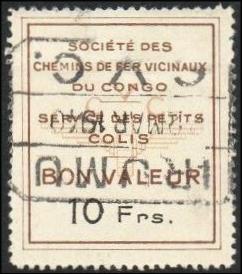 SOCIÉTÉ DES
CHEMINS DE FER VICINAUX
DU CONGO
SERVICE DES PETITS
COLIS
BON VALEUR
10 Frs.